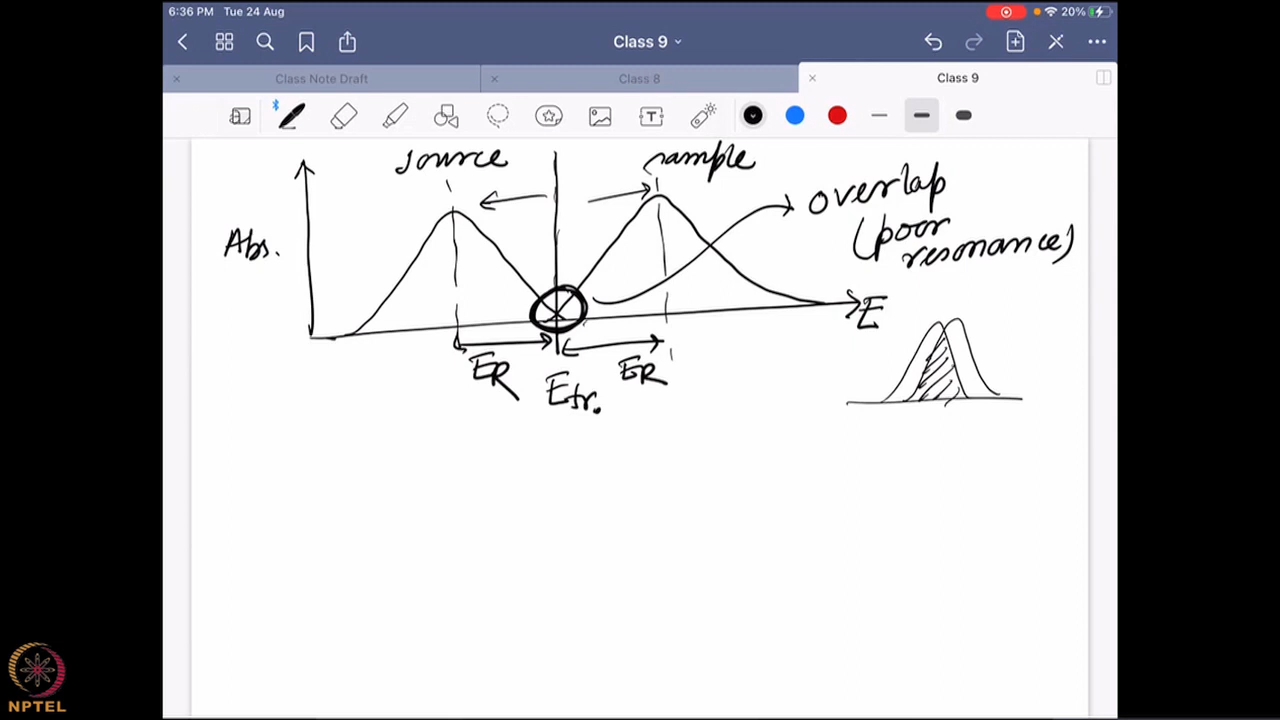 6:36 PM Tue 24 Aug
20%
Class 9
Class Note Draft
Class 8
Class 9
T
source
sample
overlap
(poor
resonance)
Abs.
E
ER
Etr.
ER
NPTEL